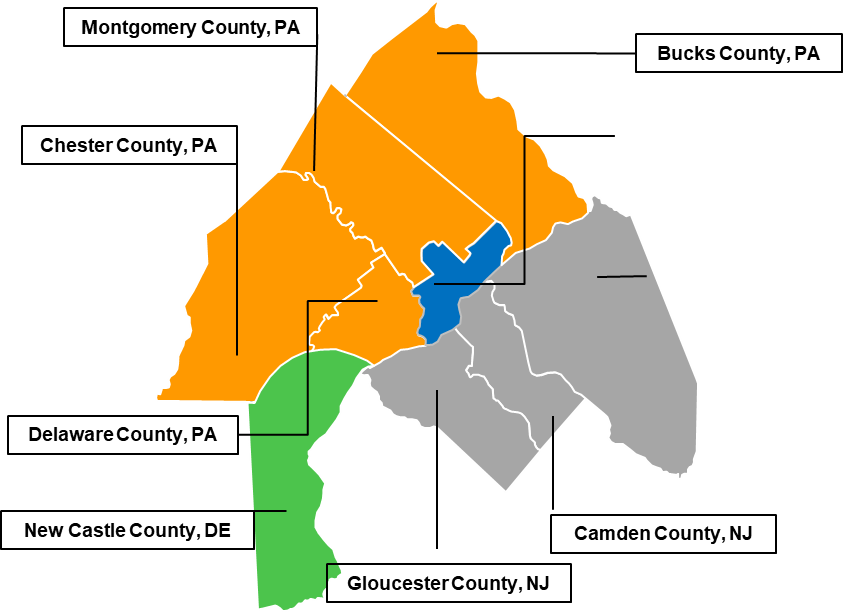 Montgomery County, PA
Bucks County, PA
Chester County, PA
Delaware County, PA
New Castle County, DE
Camden County, NJ
Gloucester County, NJ